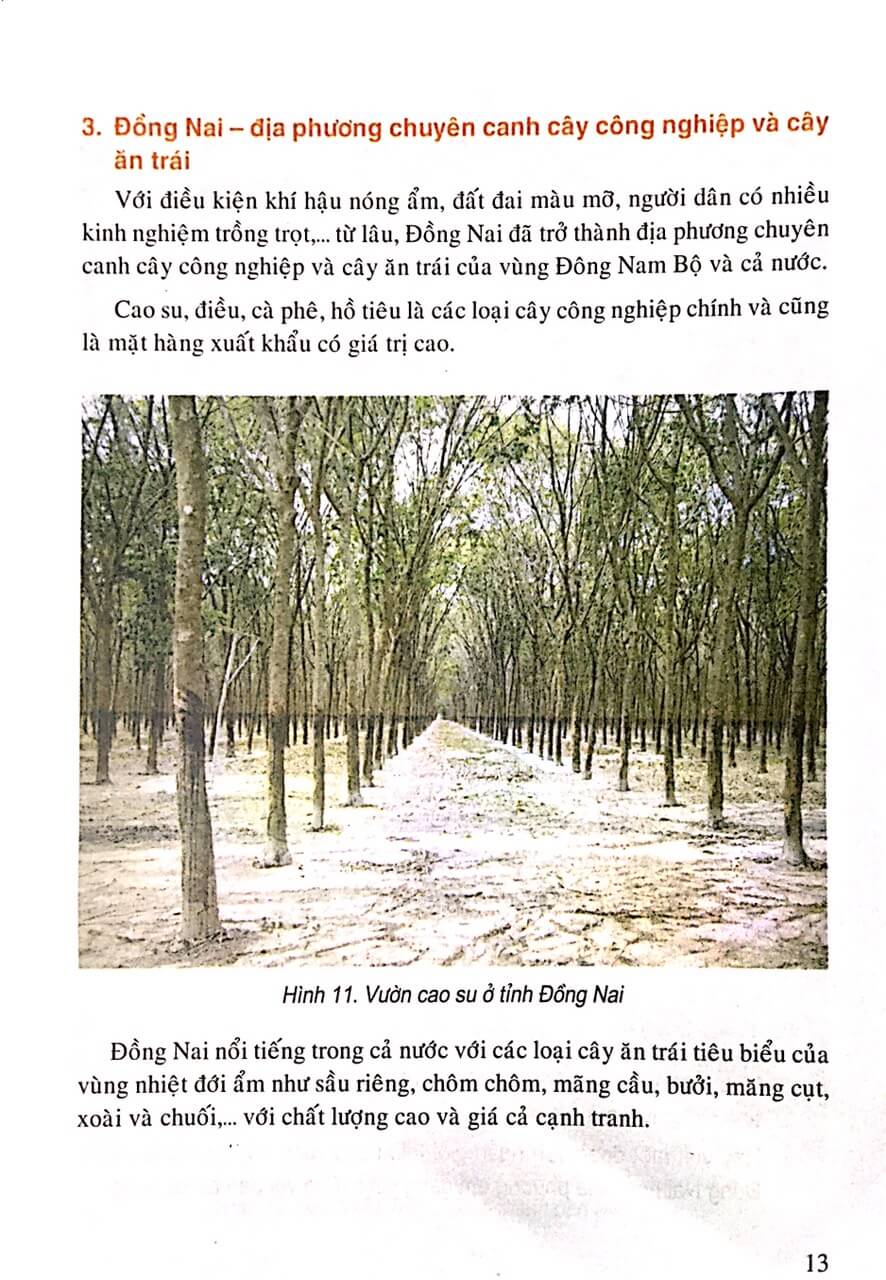 3. Đồng Nai – địa phương chuyên canh cây công nghiệp và cây
ăn trái
Với điều kiện khí hậu nóng ẩm, đất đai màu mỡ, người dân có nhiều
kinh nghiệm trồng trọt,... từ lâu, Đồng Nai đã trở thành địa phương chuyên
canh cây công nghiệp và cây ăn trái của vùng Đông Nam Bộ và cả nước.
Cao su, điều, cà phê, hồ tiêu là các loại cây công nghiệp chính và cũng
là mặt hàng xuất khẩu có giá trị cao.
Hình 11. Vườn cao su ở tỉnh Đồng Nai
Đồng Nai nổi tiếng trong cả nước với các loại cây ăn trái tiêu biểu của
vùng nhiệt đới ẩm như sầu riêng, chôm chôm, mãng cầu, bưởi, măng cụt,
xoài và chuối,... với chất lượng cao và giá cả cạnh tranh.
13